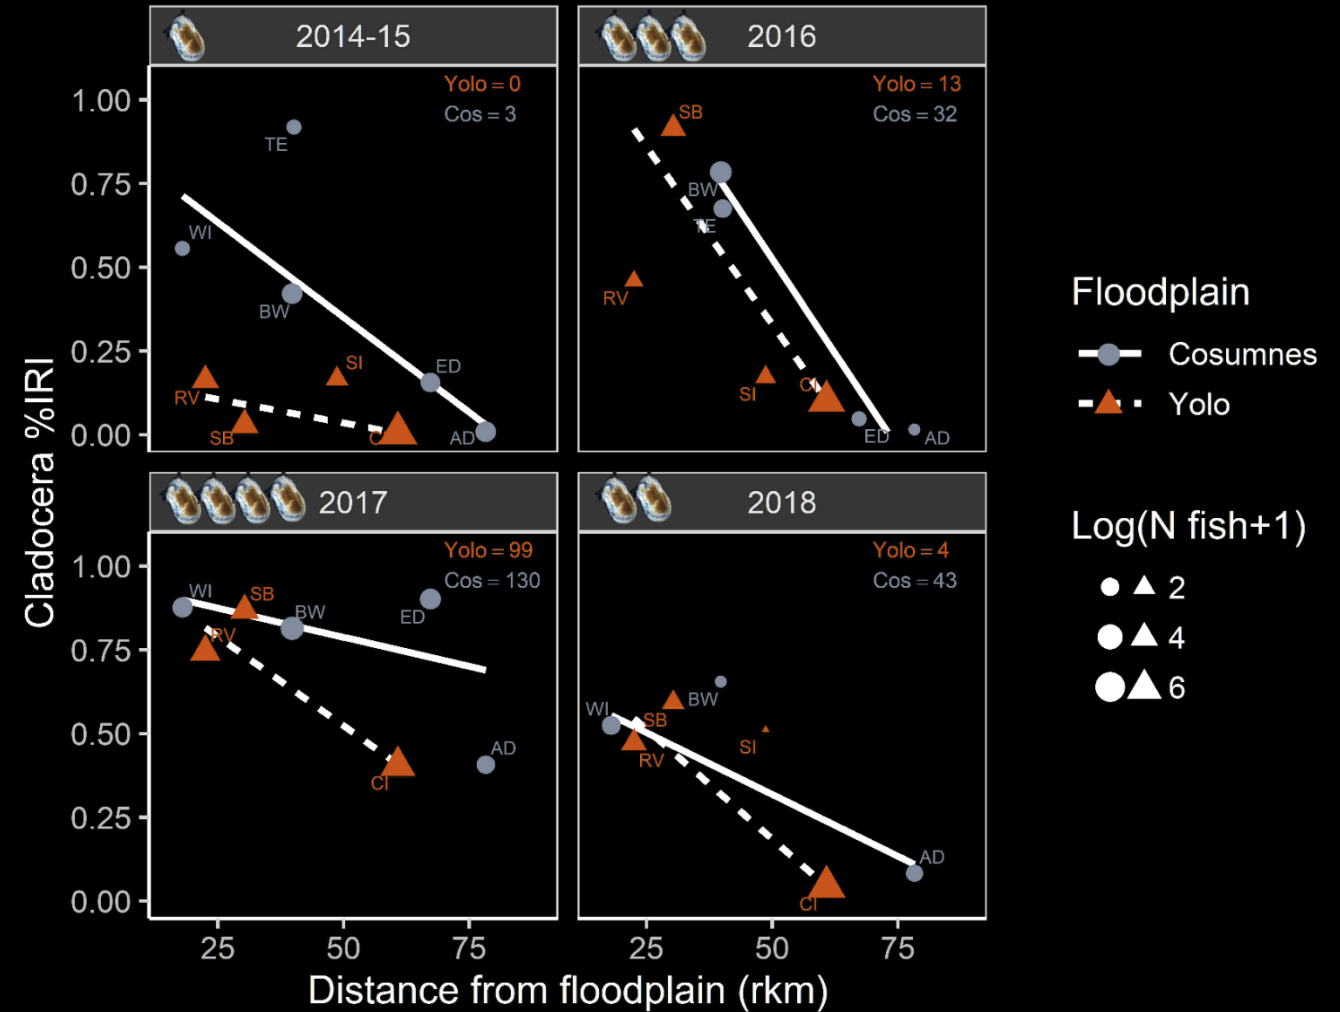 2014-15
2016
Yolo = 0
Cos = 3
Yolo = 13
Cos = 32
1.00
0.75
0.50
0.25
0.00
TE
WI
BW
SI
ED
RV
SB
CI
AD
SB
BW
TE
RV
SI
CI
ED
AD
Cladocera %IRI
2017
2018
Yolo = 99
Cos = 130
Yolo = 4
Cos = 43
1.00
0.75
0.50
0.25
0.00
WI
SB
BW
ED
RV
AD
CI
WI
SB
BW
SI
RV
AD
CI
25
50
75
25
50
75
Distance from floodplain (rkm)
Floodplain
Cosumnes
Yolo
Log(N fish+1)
2
4
6